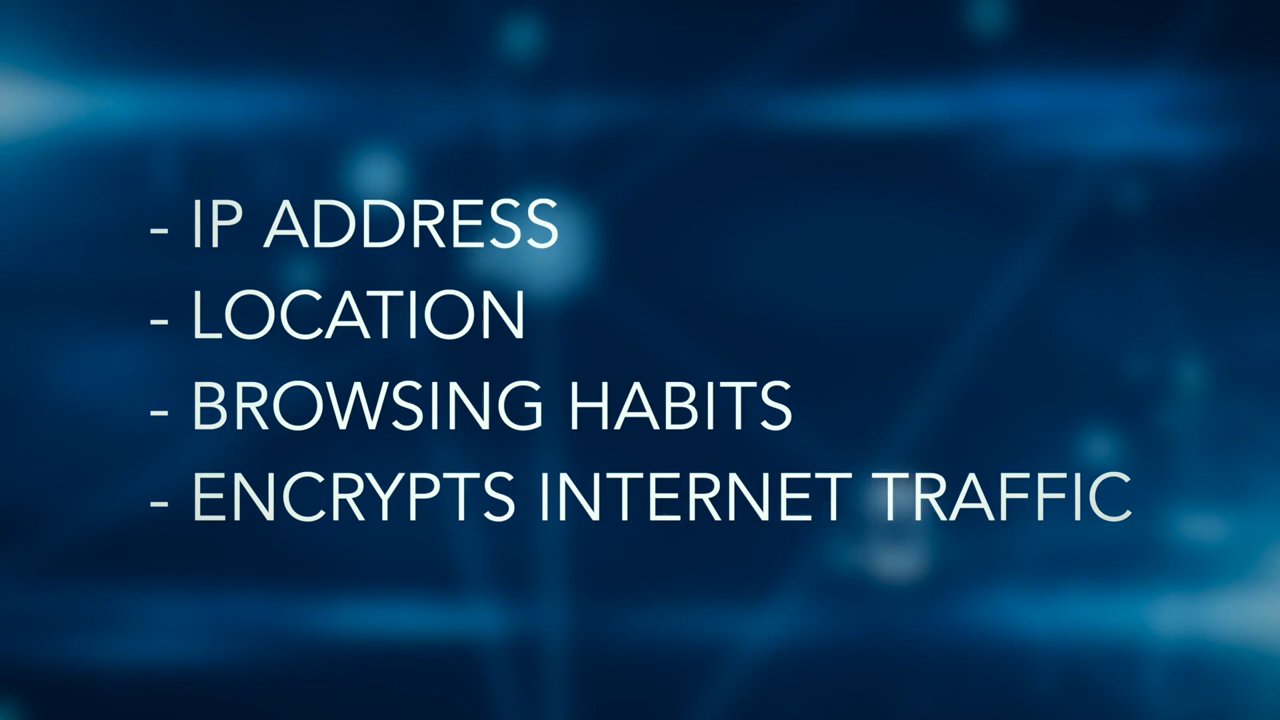 - IP ADDRESS
- LOCATION
- BROWSING HABITS
- ENCRYPTS INTERNET TRAFFIC